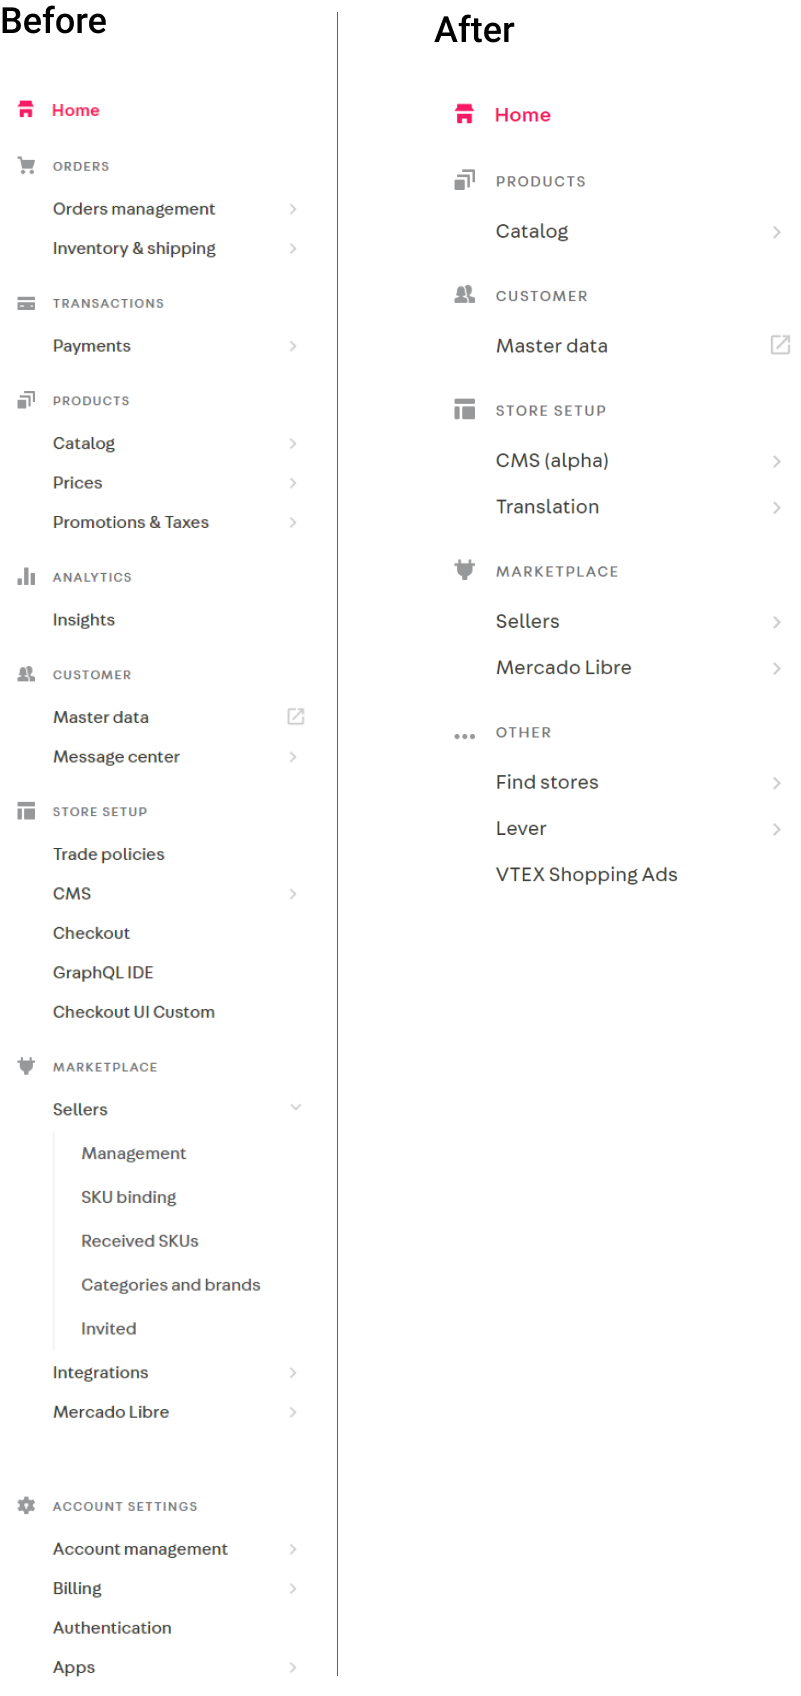 Before
Home
ORDERS
Orders management
Inventory & shipping
TRANSACTIONS
Payments
PRODUCTS
Catalog
Prices
Promotions & Taxes
ANALYTICS
Insights
CUSTOMER
Master data
Message center
STORE SETUP
Trade policies
CMS
Checkout
GraphQL IDE
Checkout UI Custom
MARKETPLACE
Sellers
Management
SKU binding
Received SKUs
Categories and brands
Invited
Integrations
Mercado Libre
ACCOUNT SETTINGS
Account management
Billing
Authentication
Apps
After
Home
PRODUCTS
Catalog
CUSTOMER
Master data
STORE SETUP
CMS (alpha)
Translation
MARKETPLACE
Sellers
Mercado Libre
OTHER
Find stores
Lever
VTEX Shopping Ads